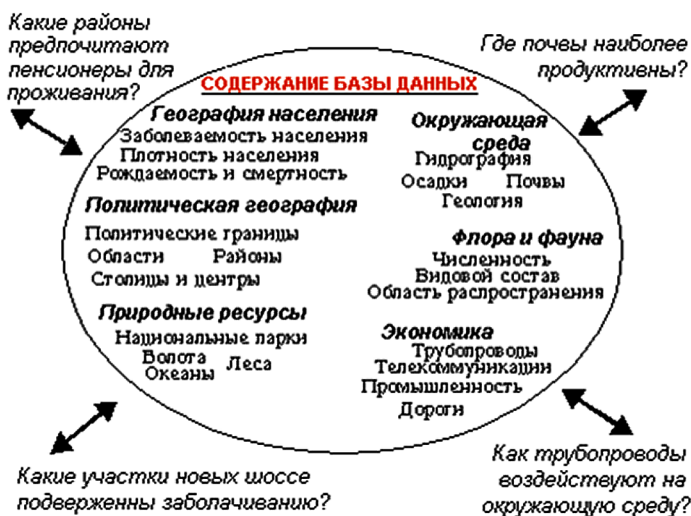 Какие районы
предпочитают
пенсионеры для
проживания?
Где почвы наиболее
продуктивны?
СОДЕРЖАНИЕ БАЗЫ ДАННЫХ
География населения
Заболеваемость населения
Плотность населения
Рождаемость и смертность
Политическая география
Политические границы
Области Районы
Столицы и центры
Природные ресурсы
Национальные парки
Волота
Леса
Океаны
Окружающая
среда
Гидрография
Осадки Почвы
Геология
Флора и фауна
Численность
Видовой состав
Область распространения
Экономика
Трубопроводы
Телекоммуникации
Промышленность
Дороги
Какие участки новых шоссе
подверженны заболачиванию?
Как трубопроводы
воздействуют на
окружающую среду?